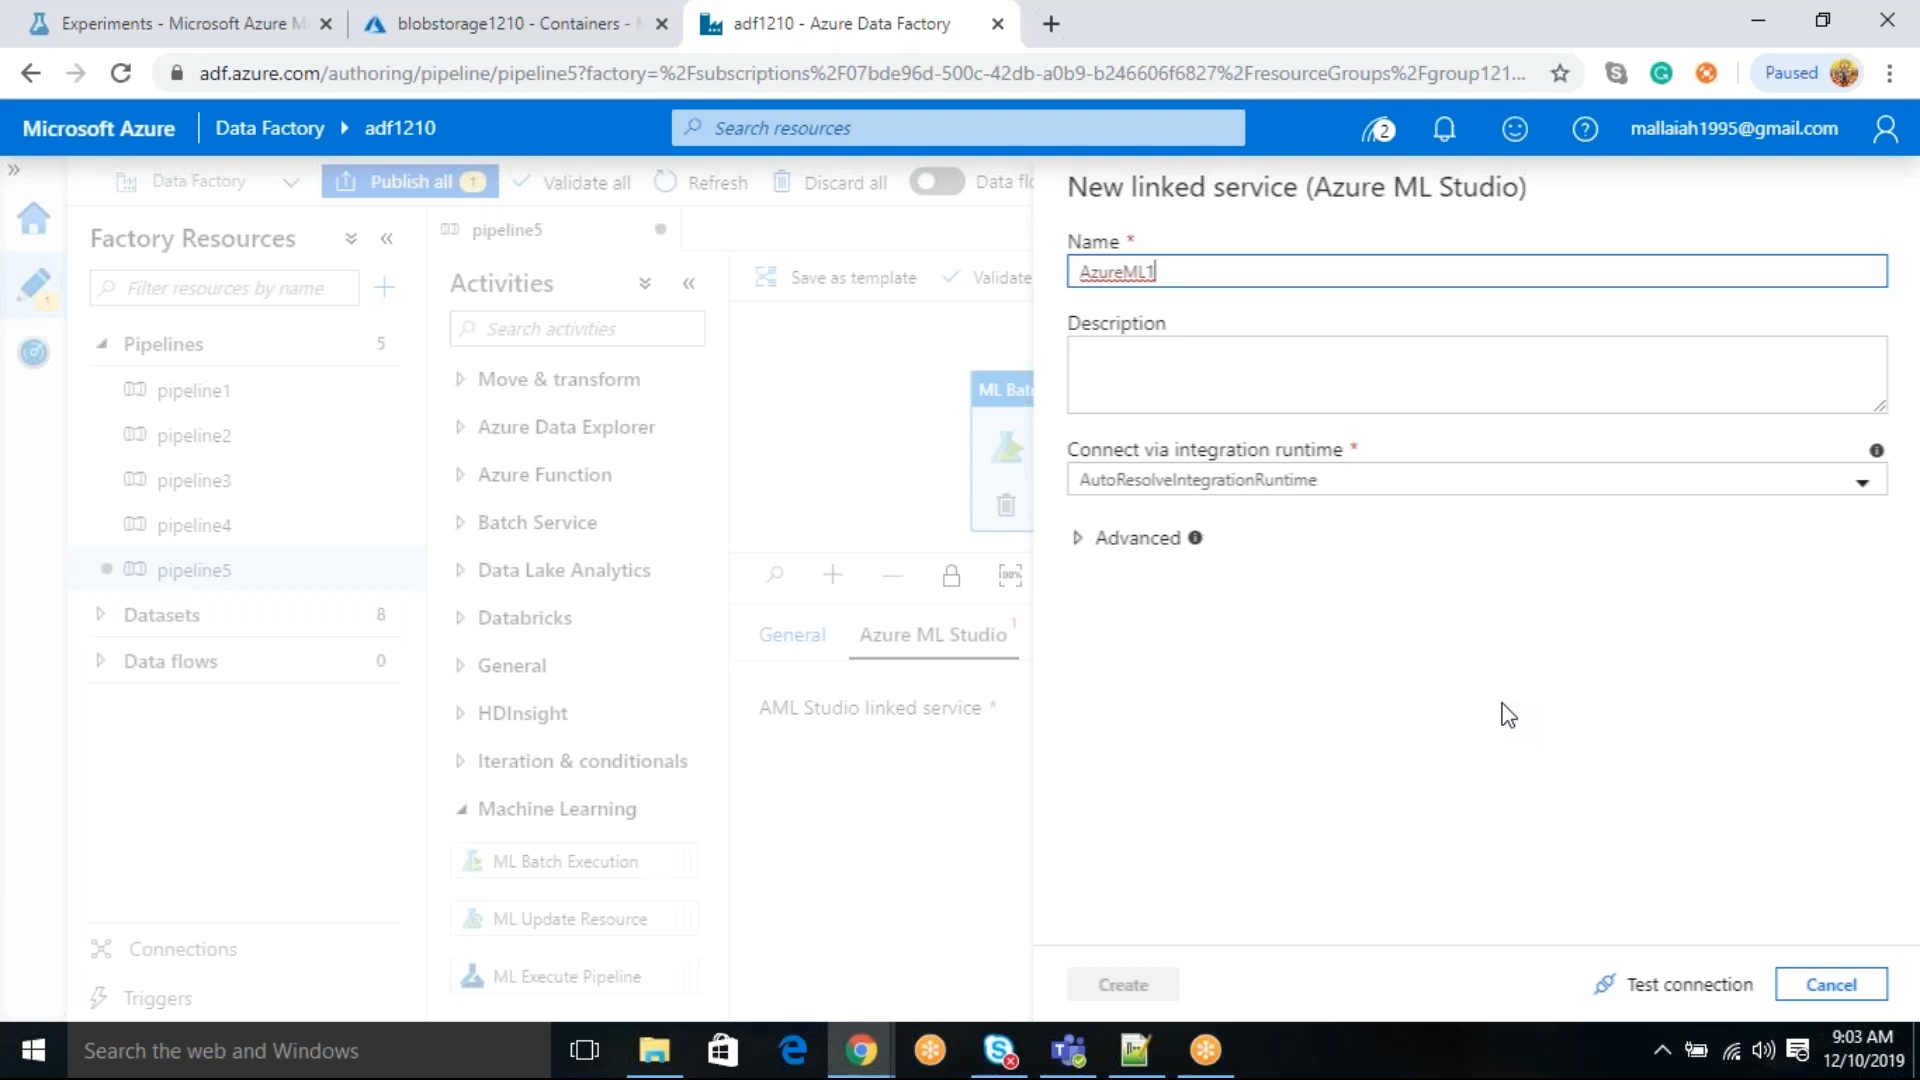 Experiments - Microsoft Azure M
blobstorage1210 - Containers -
adf1210 - Azure Data Factory
adf.azure.com/authoring/pipeline/pipeline5?factory=%2Fsubscriptions%2F07bde96d-500c-42db-a0b9-b246606f6827%2FresourceGroups%2Fgroup121...
Paused
Microsoft Azure
Data Factory
adf1210
Search resources
2
mallaiah1995@gmail.com
Data Factory
Publish all 1
Validate all
Refresh
Discard all
Data flo
Factory Resources
Filter resources by name
1
Pipelines 5
pipeline1
pipeline2
pipeline3
pipeline4
pipeline5
Datasets 8
Data flows 0
Connections
Triggers
pipeline5
Activities
Search activities
Move & transform
Azure Data Explorer
Azure Function
Batch Service
Data Lake Analytics
Databricks
General
HDInsight
Iteration & conditionals
Machine Learning
ML Batch Execution
ML Update Resource
ML Execute Pipeline
Save as template
Validate
ML Batc
100%
General
Azure ML Studio 1
AML Studio linked service *
New linked service (Azure ML Studio)
Name *
AzureML1
Description
Connect via integration runtime *
AutoResolveIntegrationRuntime
Advanced
Create
Test connection
Cancel
Search the web and Windows
9:03 AM
12/10/2019